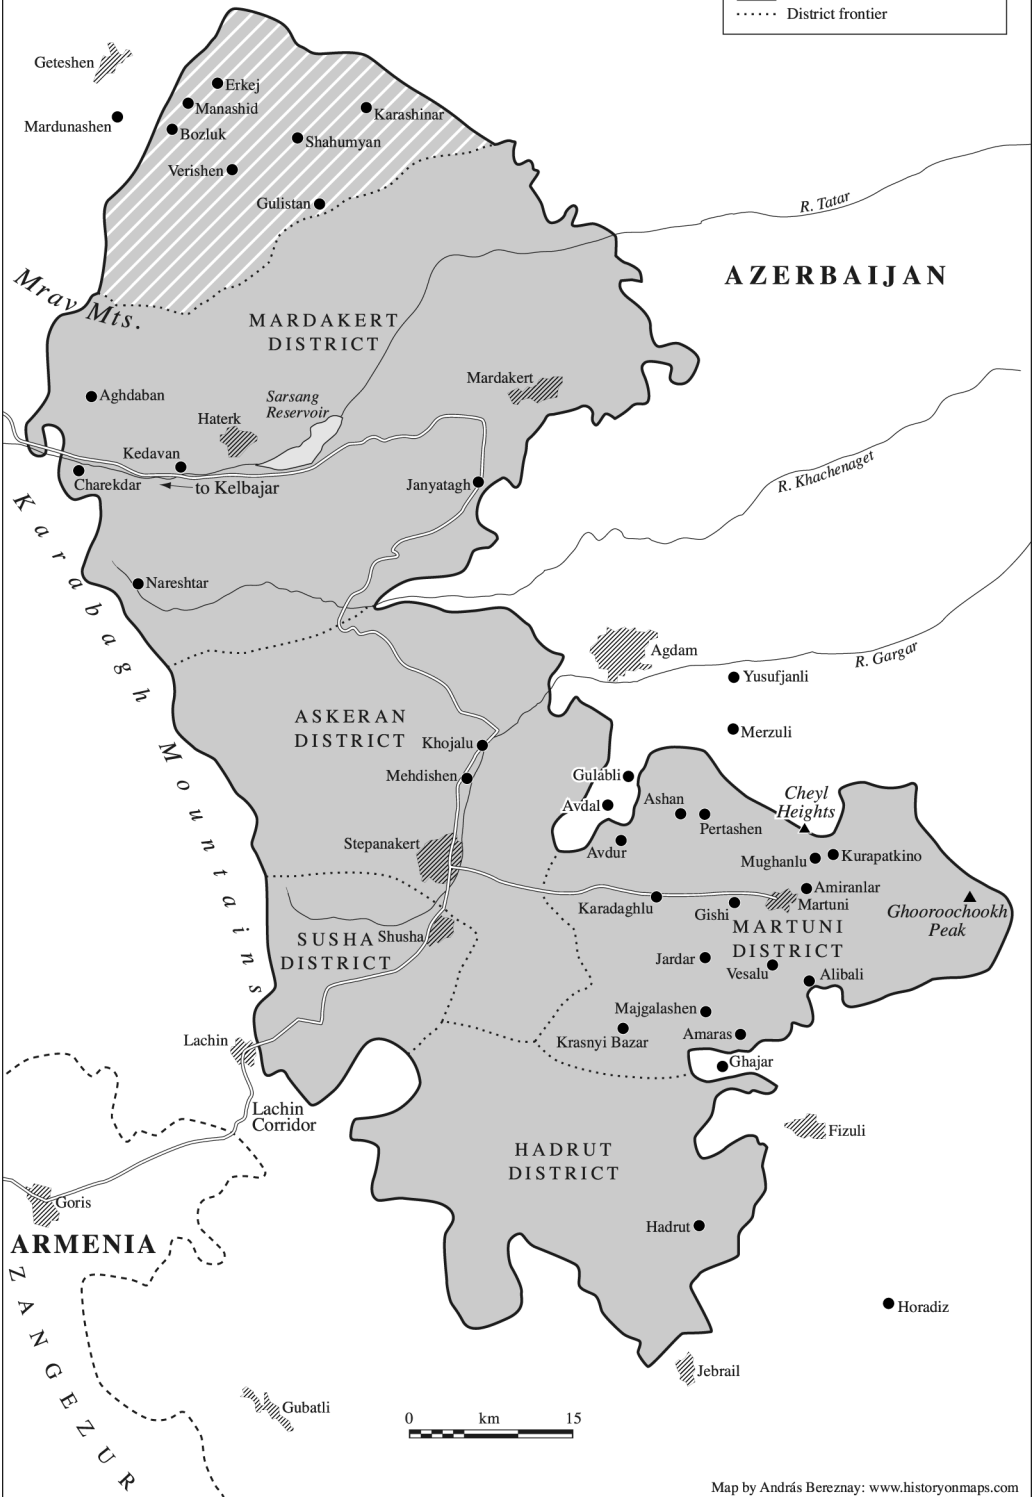 District frontier
Geteshen
Erkej
Manashid
Karashinar
Mardunashen
Bozluk
Shahumyan
Verishen
Gulistan
R. Tatar
AZERBAIJAN
Mrav Mts.
MARDAKERT
DISTRICT
Mardakert
Aghdaban
Sarsang
Reservoir
Haterk
Kedavan
Charekdar
to Kelbajar
Janyatagh
R. Khachenaget
Karabagh Mountains
Nareshtar
Agdam
R. Gargar
Yusufjanli
ASKERAN
DISTRICT
Khojalu
Merzuli
Mehdishen
Gulabli
Avdal
Ashan
Cheyl
Heights
Pertashen
Stepanakert
Avdur
Mughanlu
Kurapatkino
Amiranlar
Karadaghlu
Gishi
Martuni
Ghooroochookh
Peak
MARTUNI
DISTRICT
SUSHA
DISTRICT
Shusha
Jardar
Vesalu
Alibali
Majgalashen
Krasnyi Bazar
Amaras
Lachin
Ghajar
Lachin
Corridor
Fizuli
HADRUT
DISTRICT
Goris
Hadrut
ARMENIA
ZANGEZUR
Horadiz
Jebrail
Gubatli
0 km 15
Map by András Bereznay: www.historyonmaps.com